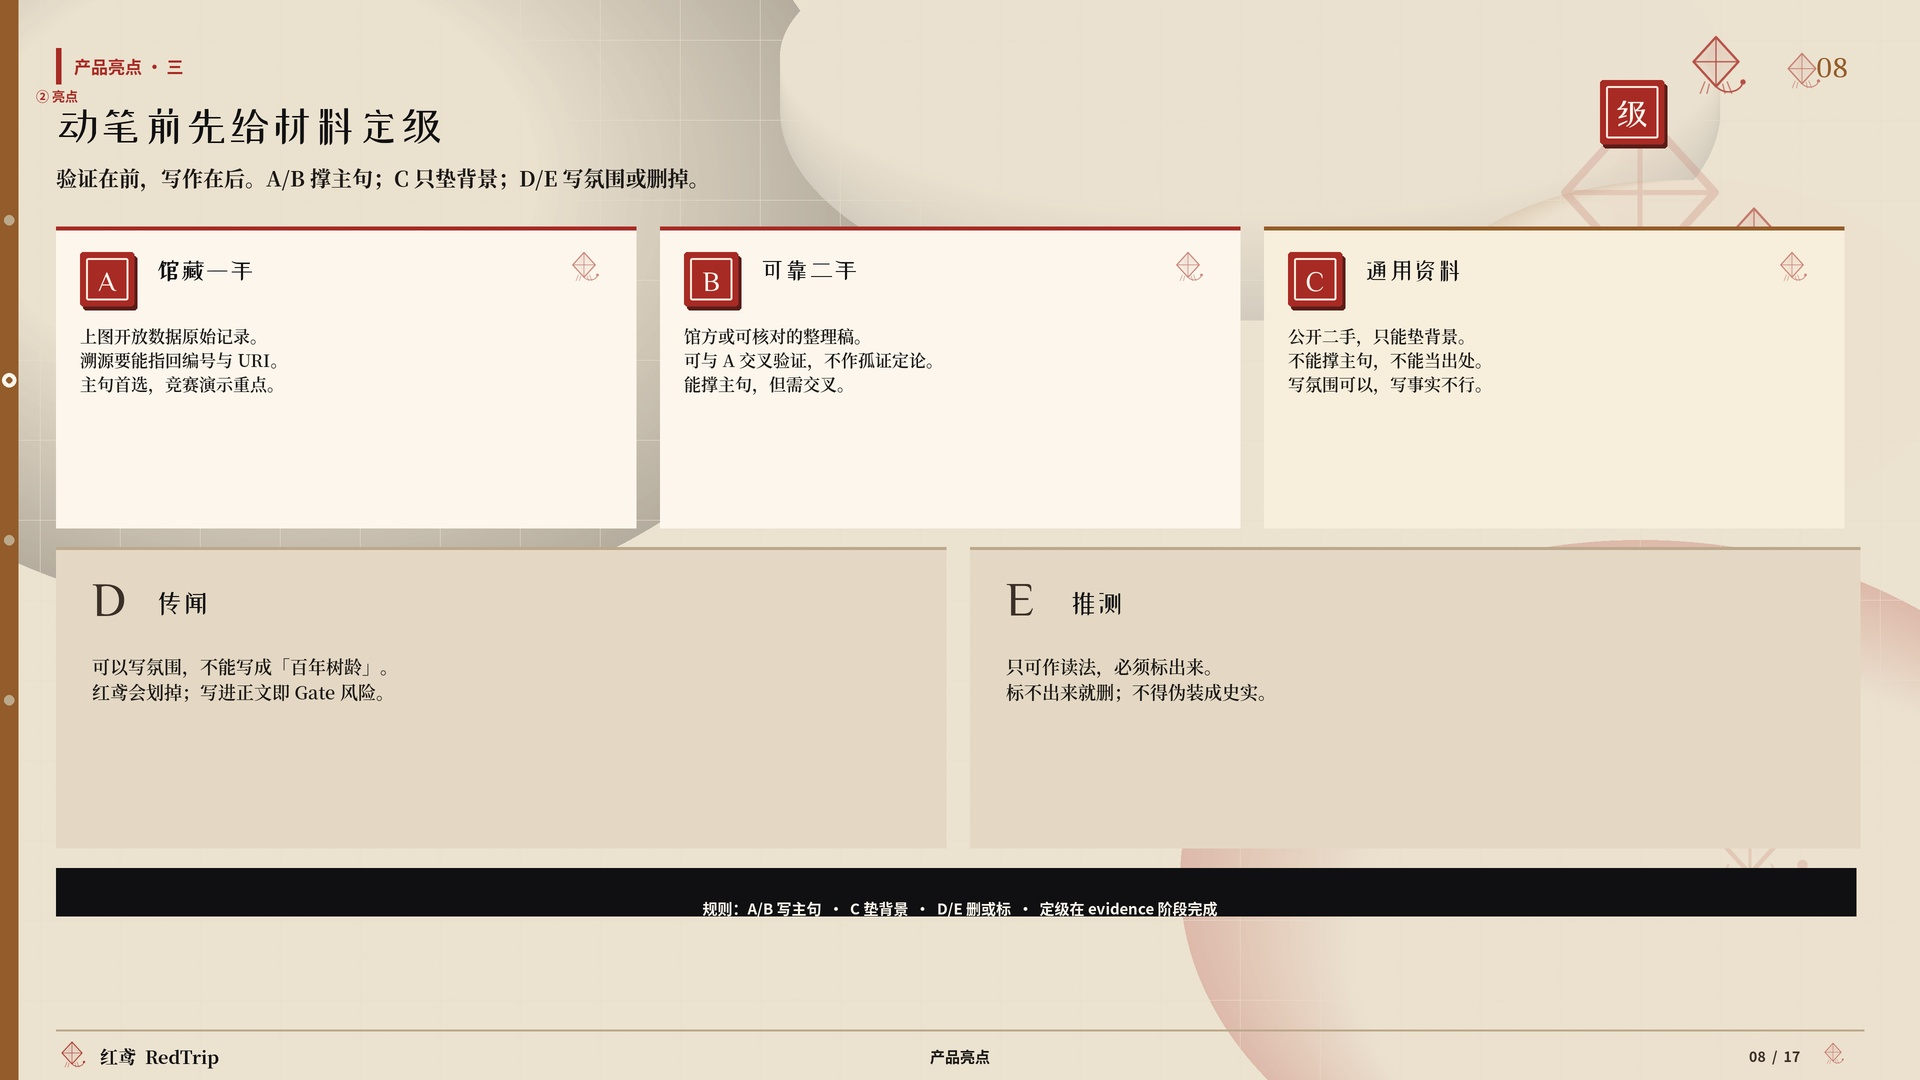 产品亮点 · 三
② 亮点
动笔前先给材料定级
验证在前，写作在后。A/B 撑主句；C 只垫背景；D/E 写氛围或删掉。
级
08
A 馆藏一手
上图开放数据原始记录。
溯源要能指回编号与 URI。
主句首选，竞赛演示重点。
B 可靠二手
馆方或可核对的整理稿。
可与 A 交叉验证，不作孤证定论。
能撑主句，但需交叉。
C 通用资料
公开二手，只能垫背景。
不能撑主句，不能当出处。
写氛围可以，写事实不行。
D 传闻
可以写氛围，不能写成「百年树龄」。
红鸢会划掉；写进正文即 Gate 风险。
E 推测
只可作读法，必须标出来。
标不出来就删；不得伪装成史实。
规则：A/B 写主句 · C 垫背景 · D/E 删或标 · 定级在 evidence 阶段完成
红鸢 RedTrip
产品亮点
08 / 17